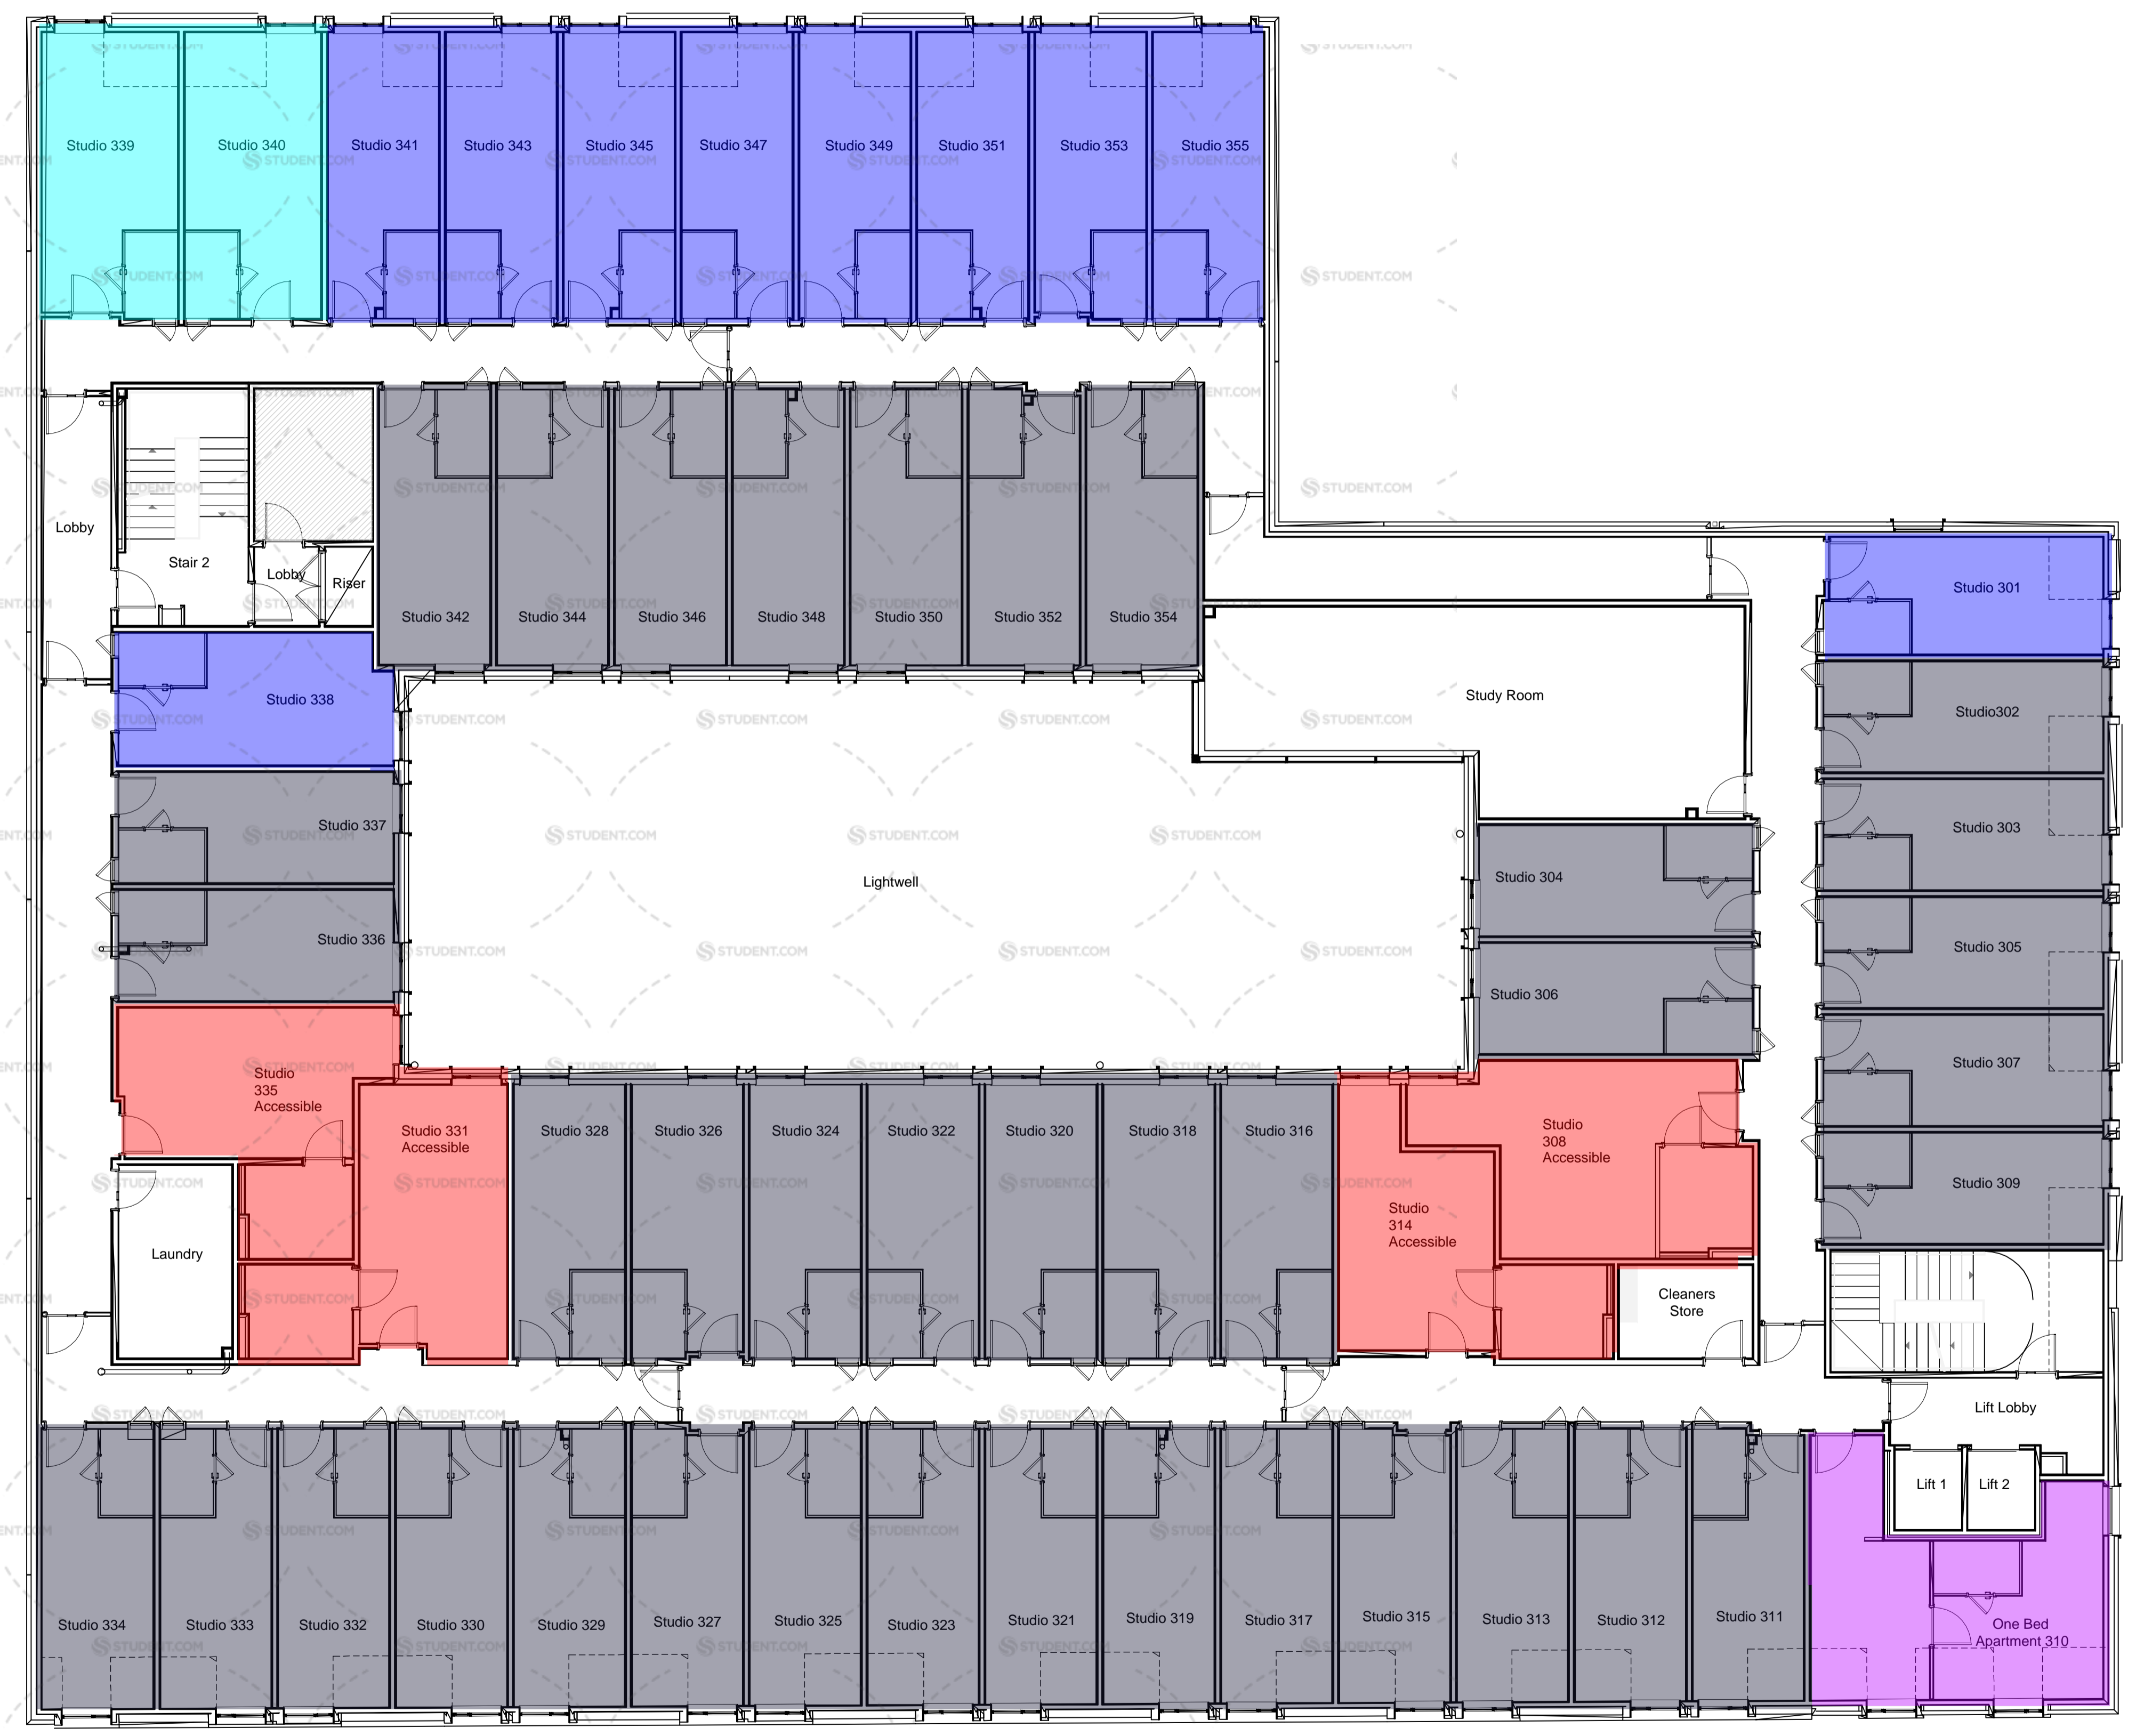 Studio 339
Studio 340
Studio 341
Studio 343
Studio 345
Studio 347
Studio 349
Studio 351
Studio 353
Studio 355
Lobby
Stair 2
Lobby
Riser
Studio 342
Studio 344
Studio 346
Studio 348
Studio 350
Studio 352
Studio 354
Studio 301
Studio 338
Study Room
Studio302
Studio 337
Studio 303
Lightwell
Studio 304
Studio 336
Studio 305
Studio 306
Studio
335
Accessible
Studio 331
Accessible
Studio 328
Studio 326
Studio 324
Studio 322
Studio 320
Studio 318
Studio 316
Studio
308
Accessible
Studio 307
Studio
314
Accessible
Studio 309
Laundry
Cleaners
Store
Lift Lobby
Lift 1
Lift 2
Studio 334
Studio 333
Studio 332
Studio 330
Studio 329
Studio 327
Studio 325
Studio 323
Studio 321
Studio 319
Studio 317
Studio 315
Studio 313
Studio 312
Studio 311
One Bed
Apartment 310
STUDENT.COM